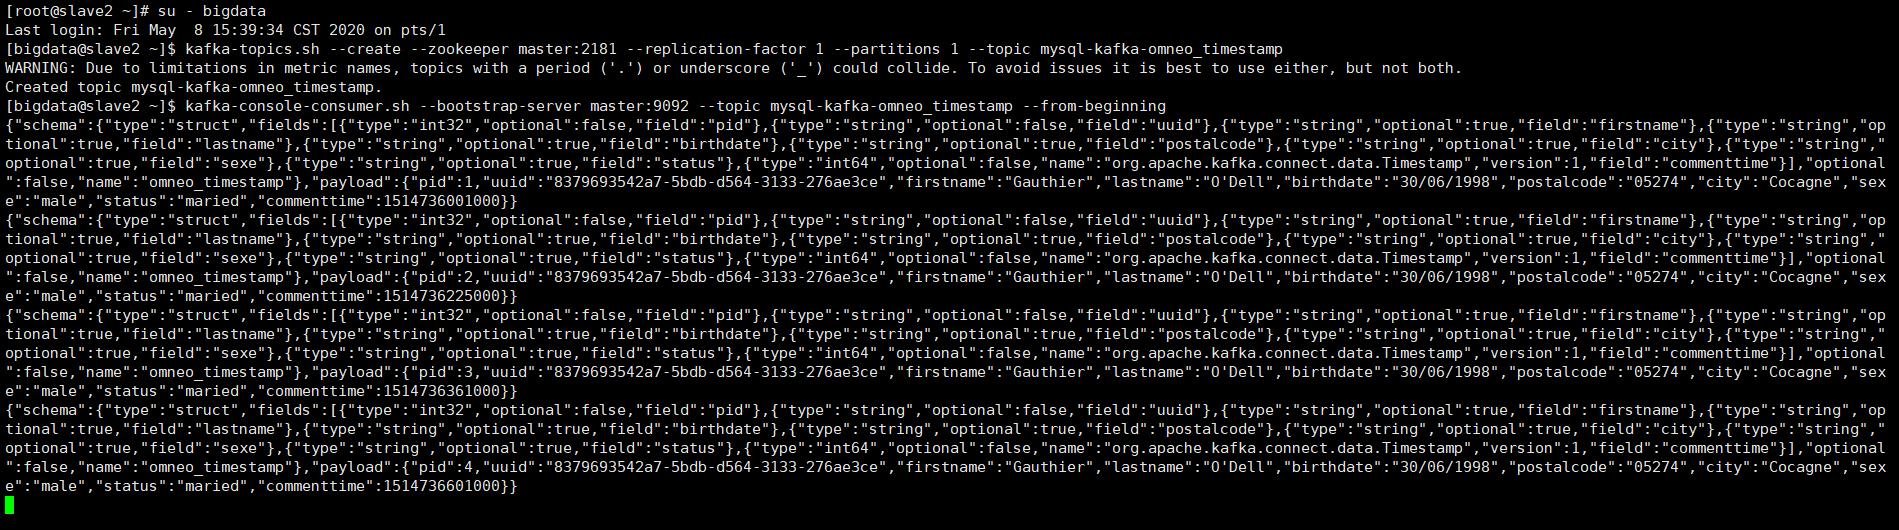 [root@slave2 ~]# su - bigdata
Last login: Fri May  8 15:39:34 CST 2020 on pts/1
[bigdata@slave2 ~]$ kafka-topics.sh --create --zookeeper master:2181 --replication-factor 1 --partitions 1 --topic mysql-kafka-omneo_timestamp
WARNING: Due to limitations in metric names, topics with a period ('.') or underscore ('_') could collide. To avoid issues it is best to use either, but not both.
Created topic mysql-kafka-omneo_timestamp.
[bigdata@slave2 ~]$ kafka-console-consumer.sh --bootstrap-server master:9092 --topic mysql-kafka-omneo_timestamp --from-beginning
{"schema":{"type":"struct","fields":[{"type":"int32","optional":false,"field":"pid"},{"type":"string","optional":false,"field":"uuid"},{"type":"string","optional":true,"field":"firstname"},{"type":"string","op
tional":true,"field":"lastname"},{"type":"string","optional":true,"field":"birthdate"},{"type":"string","optional":true,"field":"postalcode"},{"type":"string","optional":true,"field":"city"},{"type":"string","
optional":true,"field":"sexe"},{"type":"string","optional":true,"field":"status"},{"type":"int64","optional":false,"name":"org.apache.kafka.connect.data.Timestamp","version":1,"field":"commenttime"}],"optional
":false,"name":"omneo_timestamp"},"payload":{"pid":1,"uuid":"8379693542a7-5bdb-d564-3133-276ae3ce","firstname":"Gauthier","lastname":"O'Dell","birthdate":"30/06/1998","postalcode":"05274","city":"Cocagne","sex
e":"male","status":"maried","commenttime":1514736001000}}
{"schema":{"type":"struct","fields":[{"type":"int32","optional":false,"field":"pid"},{"type":"string","optional":false,"field":"uuid"},{"type":"string","optional":true,"field":"firstname"},{"type":"string","op
tional":true,"field":"lastname"},{"type":"string","optional":true,"field":"birthdate"},{"type":"string","optional":true,"field":"postalcode"},{"type":"string","optional":true,"field":"city"},{"type":"string","
optional":true,"field":"sexe"},{"type":"string","optional":true,"field":"status"},{"type":"int64","optional":false,"name":"org.apache.kafka.connect.data.Timestamp","version":1,"field":"commenttime"}],"optional
":false,"name":"omneo_timestamp"},"payload":{"pid":2,"uuid":"8379693542a7-5bdb-d564-3133-276ae3ce","firstname":"Gauthier","lastname":"O'Dell","birthdate":"30/06/1998","postalcode":"05274","city":"Cocagne","sex
e":"male","status":"maried","commenttime":1514736225000}}
{"schema":{"type":"struct","fields":[{"type":"int32","optional":false,"field":"pid"},{"type":"string","optional":false,"field":"uuid"},{"type":"string","optional":true,"field":"firstname"},{"type":"string","op
tional":true,"field":"lastname"},{"type":"string","optional":true,"field":"birthdate"},{"type":"string","optional":true,"field":"postalcode"},{"type":"string","optional":true,"field":"city"},{"type":"string","
optional":true,"field":"sexe"},{"type":"string","optional":true,"field":"status"},{"type":"int64","optional":false,"name":"org.apache.kafka.connect.data.Timestamp","version":1,"field":"commenttime"}],"optional
":false,"name":"omneo_timestamp"},"payload":{"pid":3,"uuid":"8379693542a7-5bdb-d564-3133-276ae3ce","firstname":"Gauthier","lastname":"O'Dell","birthdate":"30/06/1998","postalcode":"05274","city":"Cocagne","sex
e":"male","status":"maried","commenttime":1514736361000}}
{"schema":{"type":"struct","fields":[{"type":"int32","optional":false,"field":"pid"},{"type":"string","optional":false,"field":"uuid"},{"type":"string","optional":true,"field":"firstname"},{"type":"string","op
tional":true,"field":"lastname"},{"type":"string","optional":true,"field":"birthdate"},{"type":"string","optional":true,"field":"postalcode"},{"type":"string","optional":true,"field":"city"},{"type":"string","
optional":true,"field":"sexe"},{"type":"string","optional":true,"field":"status"},{"type":"int64","optional":false,"name":"org.apache.kafka.connect.data.Timestamp","version":1,"field":"commenttime"}],"optional
":false,"name":"omneo_timestamp"},"payload":{"pid":4,"uuid":"8379693542a7-5bdb-d564-3133-276ae3ce","firstname":"Gauthier","lastname":"O'Dell","birthdate":"30/06/1998","postalcode":"05274","city":"Cocagne","sex
e":"male","status":"maried","commenttime":1514736601000}}